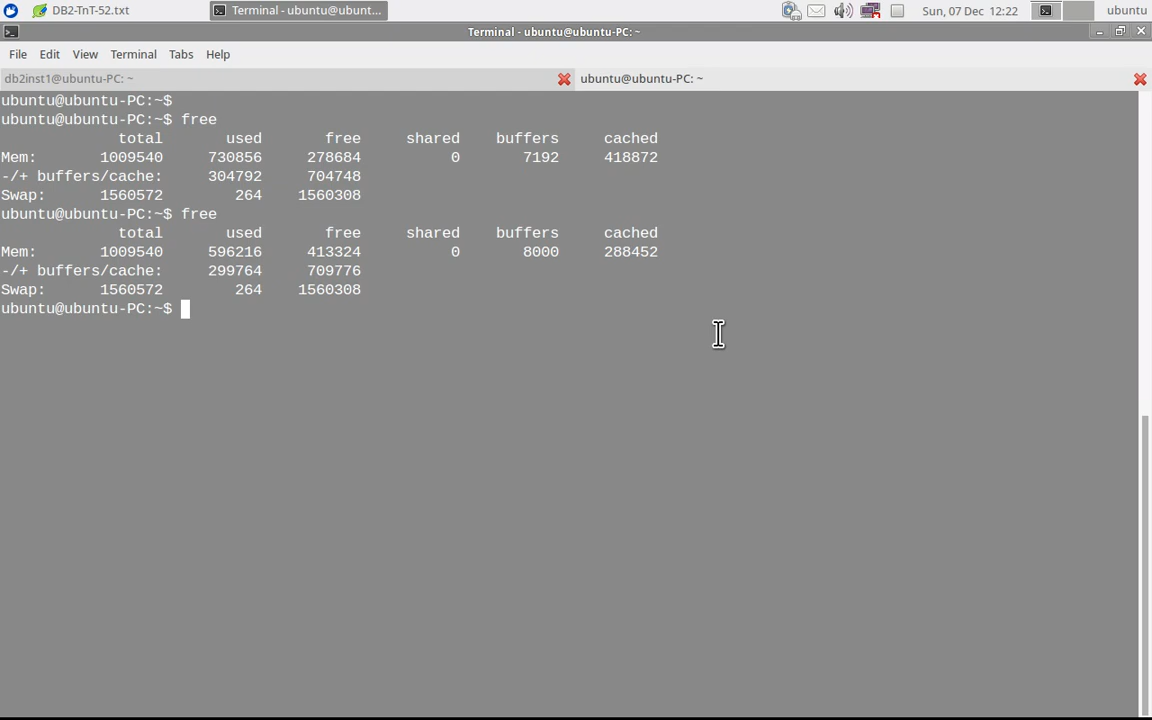 DB2-TnT-52.txt
Terminal - ubuntu@ubunt...
Sun, 07 Dec 12:22
ubuntu
Terminal - ubuntu@ubuntu-PC: ~
File Edit View Terminal Tabs Help
db2inst1@ubuntu-PC: ~
ubuntu@ubuntu-PC: ~
ubuntu@ubuntu-PC:~$
ubuntu@ubuntu-PC:~$ free
total used free shared buffers cached
Mem: 1009540 730856 278684 0 7192 418872
-/+ buffers/cache: 304792 704748
Swap: 1560572 264 1560308
ubuntu@ubuntu-PC:~$ free
total used free shared buffers cached
Mem: 1009540 596216 413324 0 8000 288452
-/+ buffers/cache: 299764 709776
Swap: 1560572 264 1560308
ubuntu@ubuntu-PC:~$